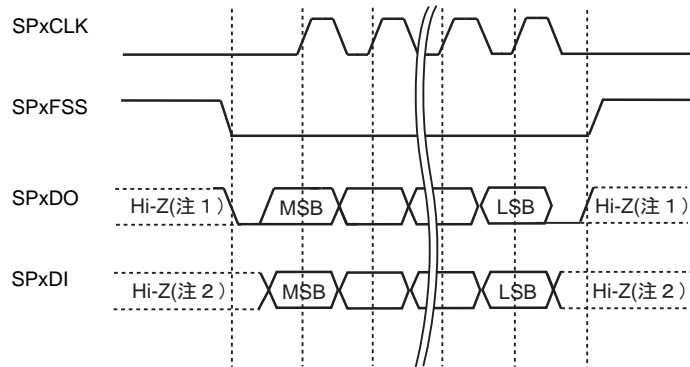 SPxCLK
SPxFSS
SPxDO Hi-Z(注 1) MSB LSB Hi-Z(注 1)
SPxDI Hi-Z(注 2) MSB LSB Hi-Z(注 2)